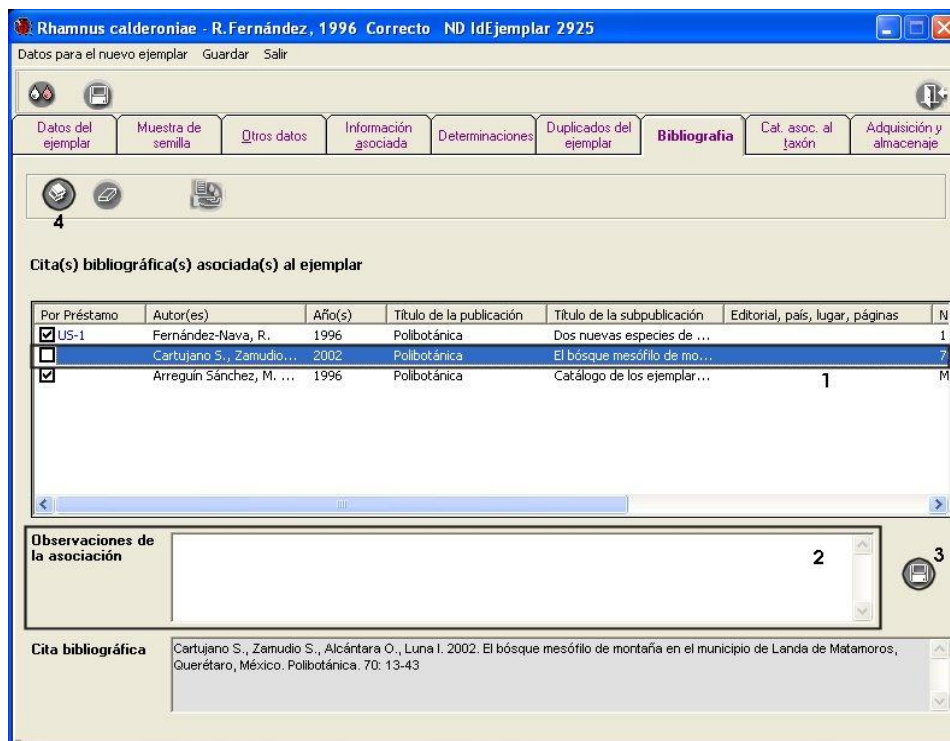 Rhamnus calderoniae - R.Fernández, 1996 Correcto ND IdEjemplar 2925
Datos para el nuevo ejemplar Guardar Salir
Datos del ejemplar Muestra de semilla Otros datos Información asociada Determinaciones Duplicados del ejemplar Bibliografia Cat. asoc. al taxón Adquisición y almacenaje
4
Cita(s) bibliográfica(s) asociada(s) al ejemplar
Por Préstamo Autor(es) Año(s) Título de la publicación Título de la subpublicación Editorial, país, lugar, páginas N
US-1 Fernández-Nava, R. 1996 Polibotánica Dos nuevas especies de ... 1
Cartujano S., Zamudio... 2002 Polibotánica El bósque mesófilo de mo... 7
Arreguín Sánchez, M. ... 1996 Polibotánica Catálogo de los ejemplar... M
1
Observaciones de
la asociación
2
3
Cita bibliográfica
Cartujano S., Zamudio S., Alcántara O., Luna I. 2002. El bósque mesófilo de montaña en el municipio de Landa de Matamoros,
Querétaro, México. Polibotánica. 70: 13-43